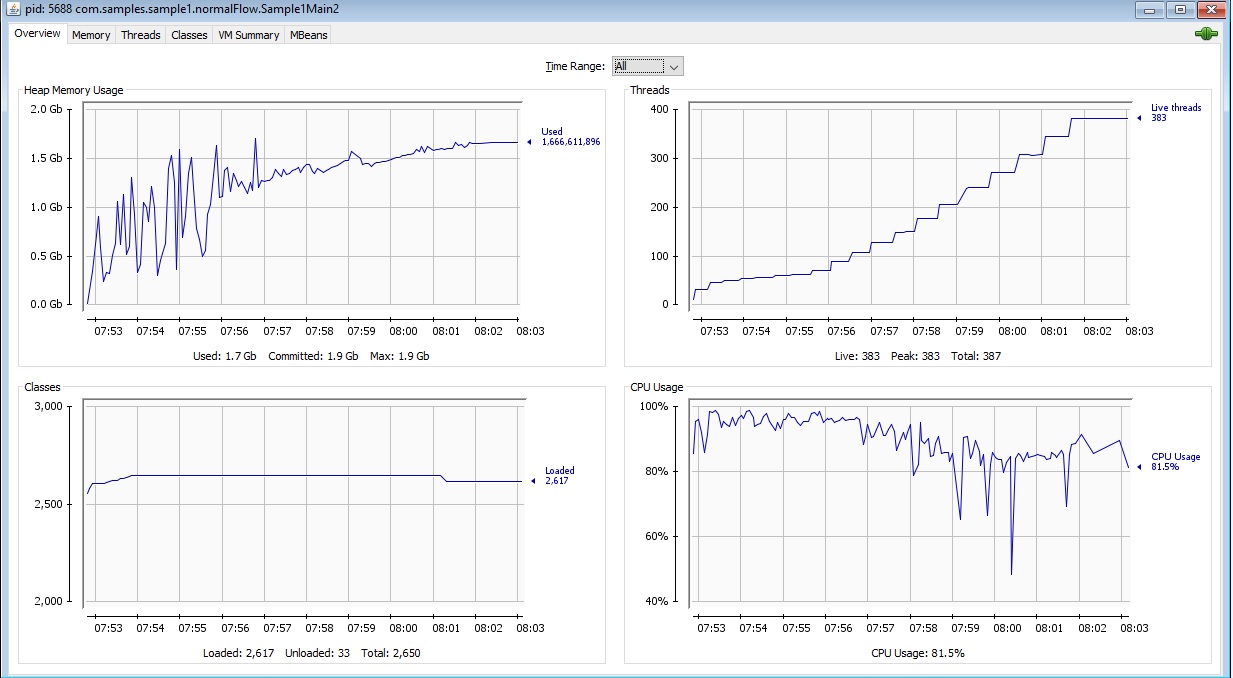 pid: 5688 com.samples.sample1.normalFlow.Sample1Main2
Overview Memory Threads Classes VM Summary MBeans
Time Range: All
Heap Memory Usage
2.0 Gb
1.5 Gb
1.0 Gb
0.5 Gb
0.0 Gb
Used
1,666,611,896
07:53 07:54 07:55 07:56 07:57 07:58 07:59 08:00 08:01 08:02 08:03
Used: 1.7 Gb Committed: 1.9 Gb Max: 1.9 Gb
Threads
400
300
200
100
0
Live threads
383
07:53 07:54 07:55 07:56 07:57 07:58 07:59 08:00 08:01 08:02 08:03
Live: 383 Peak: 383 Total: 387
Classes
3,000
2,500
2,000
Loaded
2,617
07:53 07:54 07:55 07:56 07:57 07:58 07:59 08:00 08:01 08:02 08:03
Loaded: 2,617 Unloaded: 33 Total: 2,650
CPU Usage
100%
80%
60%
40%
CPU Usage
81.5%
07:53 07:54 07:55 07:56 07:57 07:58 07:59 08:00 08:01 08:02 08:03
CPU Usage: 81.5%